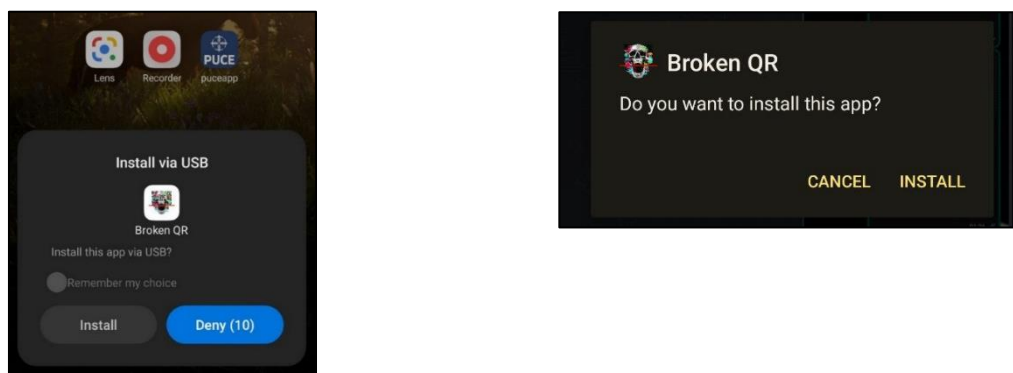 PUCE
Lens Recorder puceapp
Install via USB
Broken QR
Install this app via USB?
Remember my choice
Install Deny (10)
Broken QR
Do you want to install this app?
CANCEL INSTALL